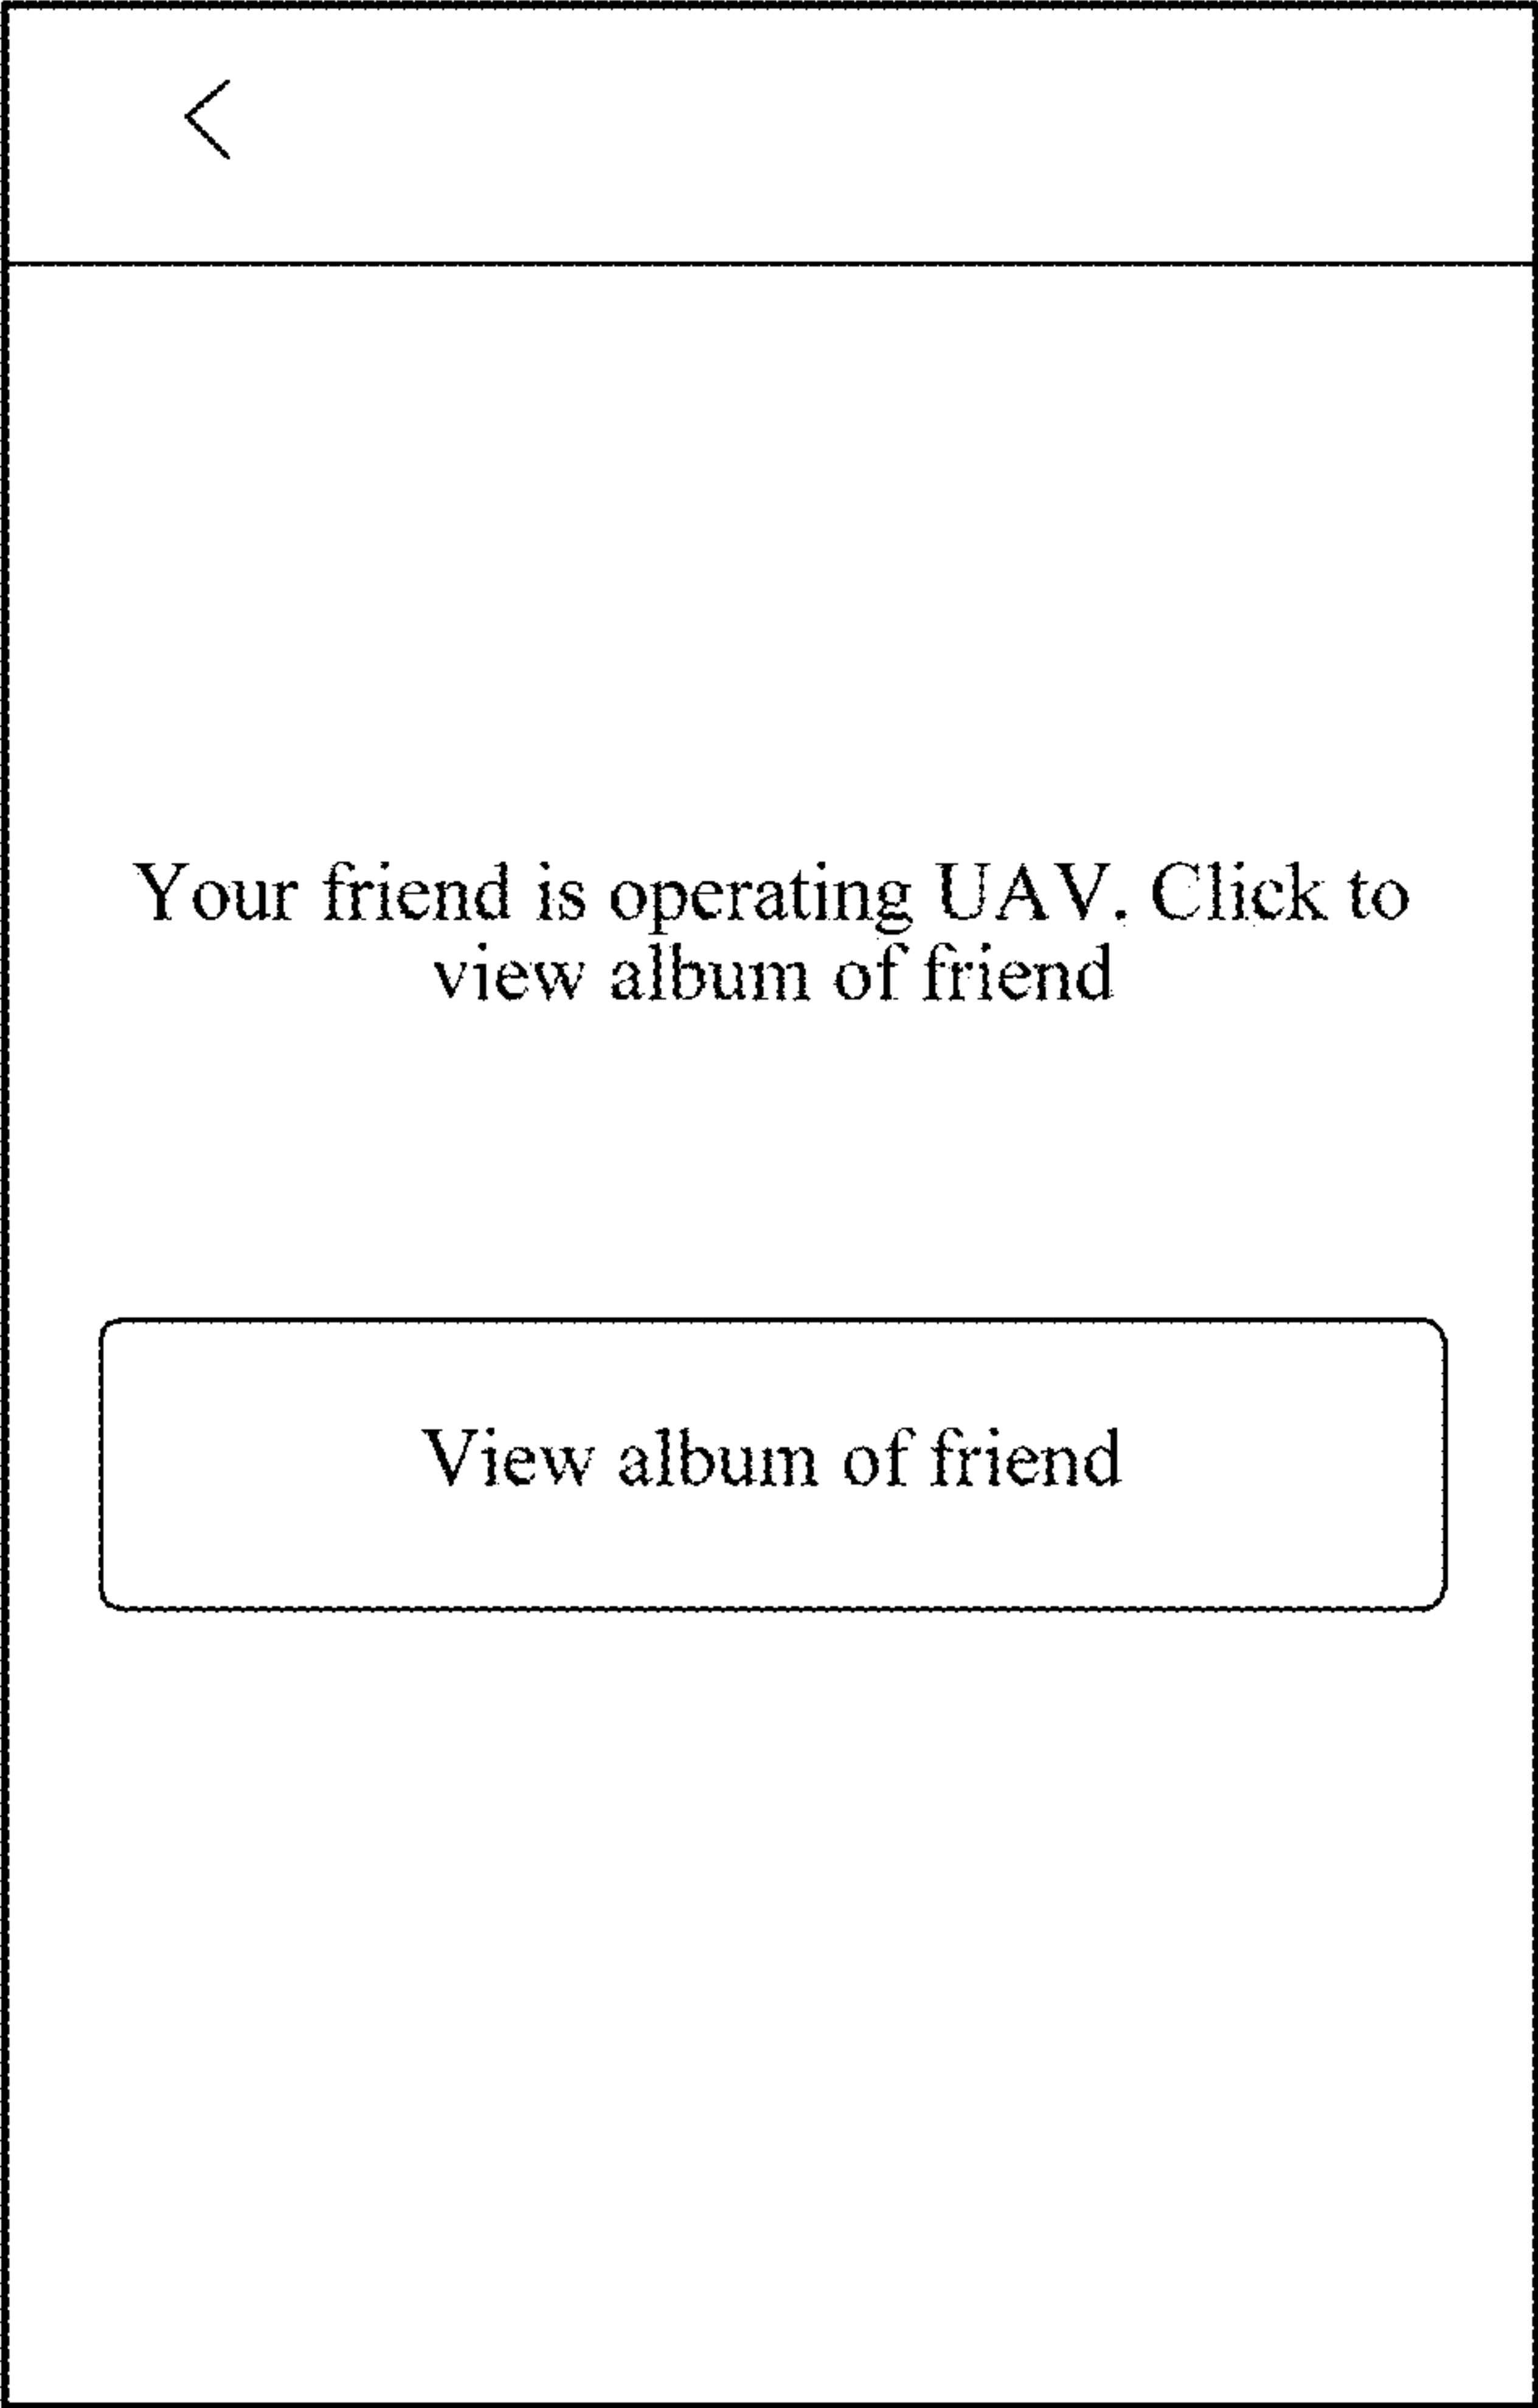 Your friend is operating UAV. Click to
view album of friend
View album of friend